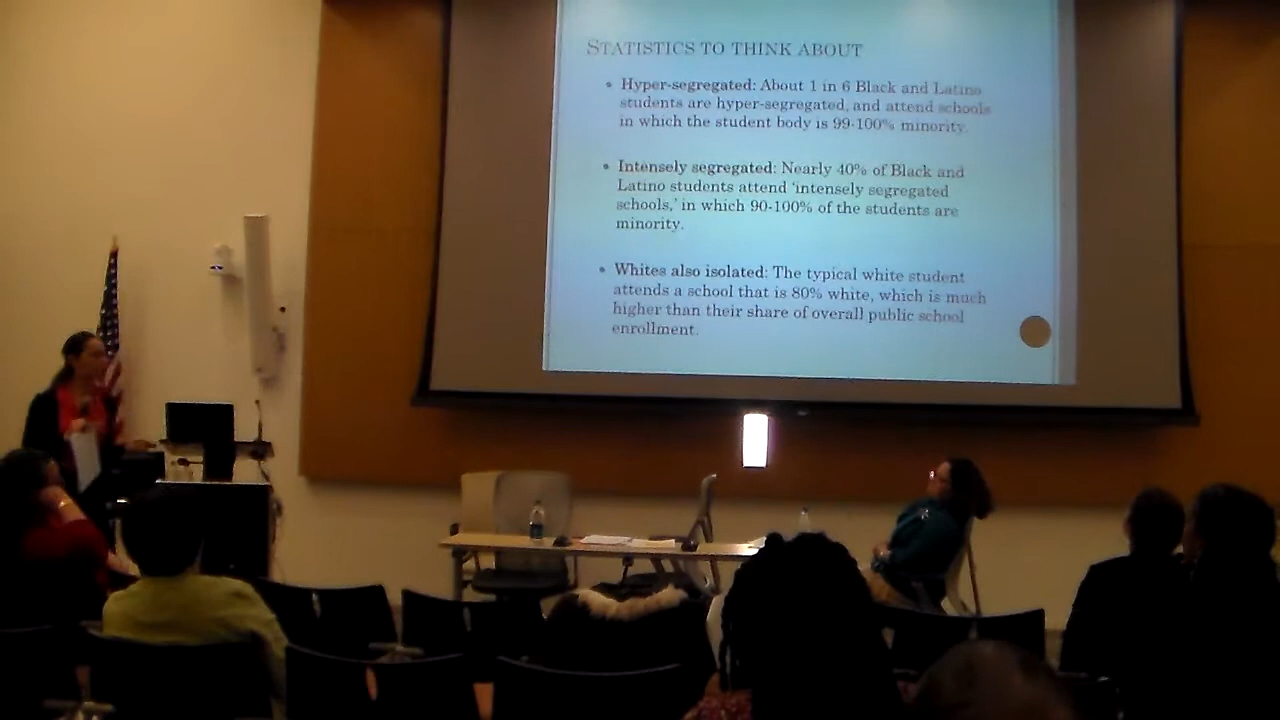 STATISTICS TO THINK ABOUT
• Hyper-segregated: About 1 in 6 Black and Latino
students are hyper-segregated, and attend schools
in which the student body is 99-100% minority.
• Intensely segregated: Nearly 40% of Black and
Latino students attend 'intensely segregated
schools,' in which 90-100% of the students are
minority.
• Whites also isolated: The typical white student
attends a school that is 80% white, which is much
higher than their share of overall public school
enrollment.